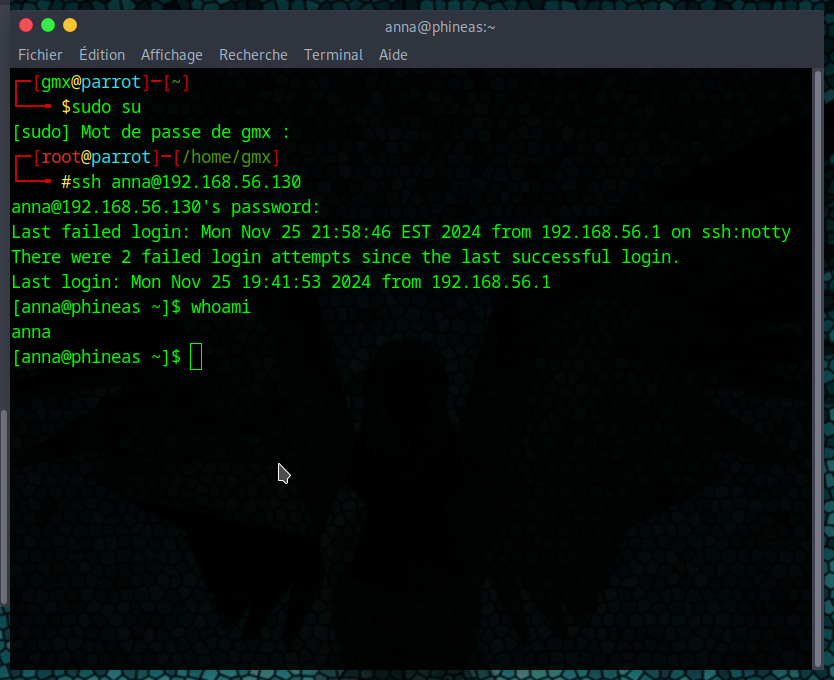 anna@phineas:~
Fichier Édition Affichage Recherche Terminal Aide
┌─[gmx@parrot]─[~]
└──╼ $sudo su
[sudo] Mot de passe de gmx :
┌─[root@parrot]─[/home/gmx]
└──╼ #ssh anna@192.168.56.130
anna@192.168.56.130's password:
Last failed login: Mon Nov 25 21:58:46 EST 2024 from 192.168.56.1 on ssh:notty
There were 2 failed login attempts since the last successful login.
Last login: Mon Nov 25 19:41:53 2024 from 192.168.56.1
[anna@phineas ~]$ whoami
anna
[anna@phineas ~]$